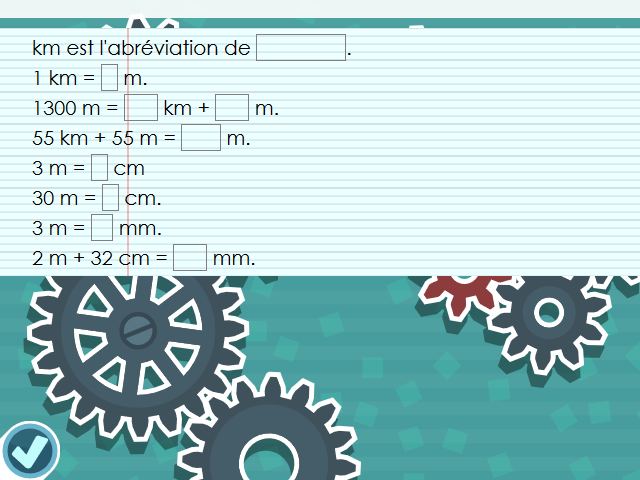 km est l'abréviation de .
1 km = m.
1300 m = km + m.
55 km + 55 m = m.
3 m = cm
30 m = cm.
3 m = mm.
2 m + 32 cm = mm.